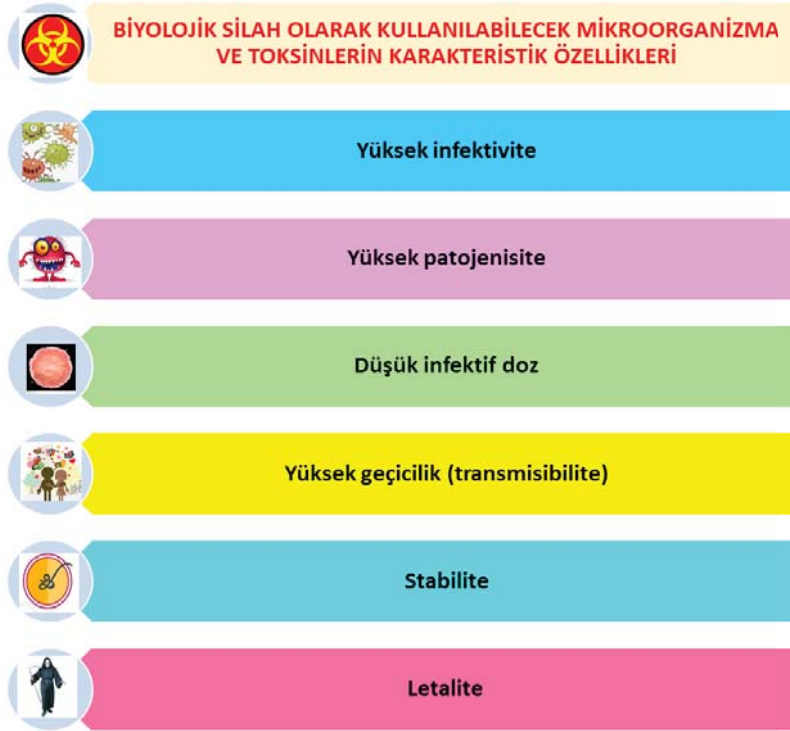 BİYOLOJİK SİLAH OLARAK KULLANILABİLECEK MİKROORGANİZMA
VE TOKSİNLERİN KARAKTERİSTİK ÖZELLİKLERİ
Yüksek infektivite
Yüksek patojenisite
Düşük infektif doz
Yüksek geçicilik (transmisibilite)
Stabilite
Letalite